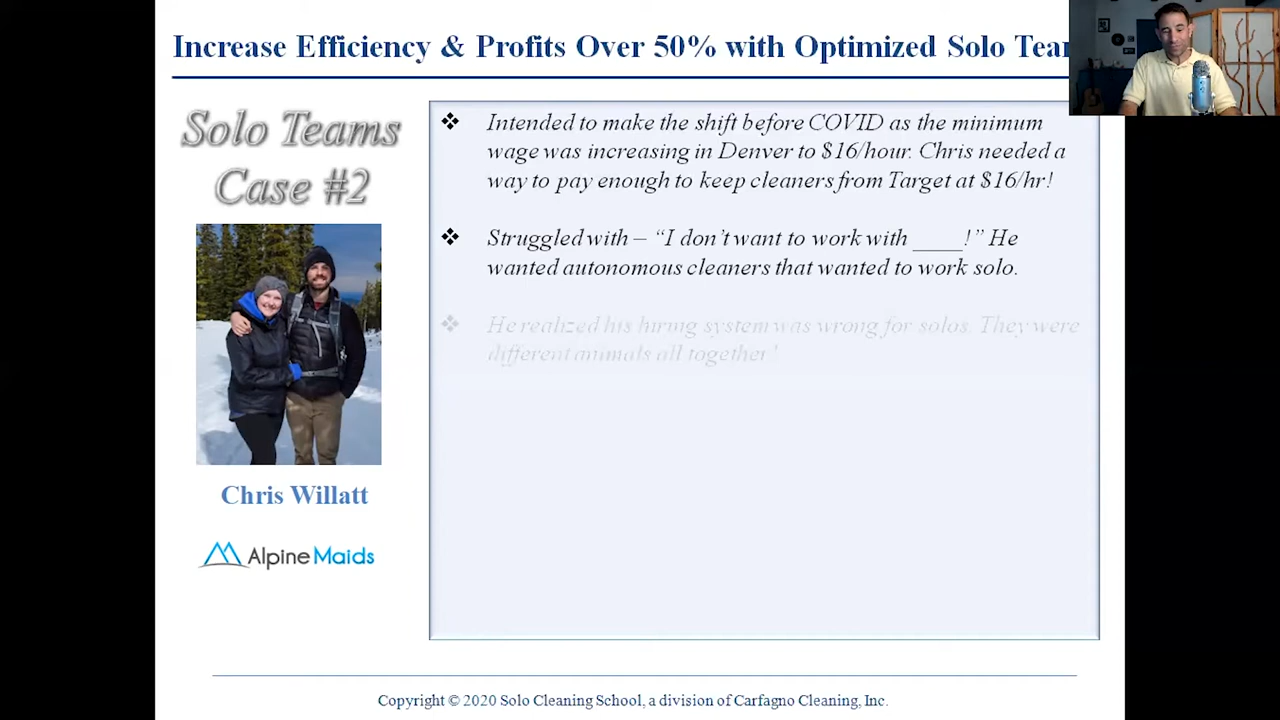 Increase Efficiency & Profits Over 50% with Optimized Solo Tea
Solo Teams
Case #2
❖ Intended to make the shift before COVID as the minimum
wage was increasing in Denver to $16/hour. Chris needed a
way to pay enough to keep cleaners from Target at $16/hr!
❖ Struggled with – “I don’t want to work with ____!” He
wanted autonomous cleaners that wanted to work solo.
❖ He realized his hiring system was wrong for solos. They were
different animals all together!
Chris Willatt
AlpineMaids
Copyright © 2020 Solo Cleaning School, a division of Carfagno Cleaning, Inc.